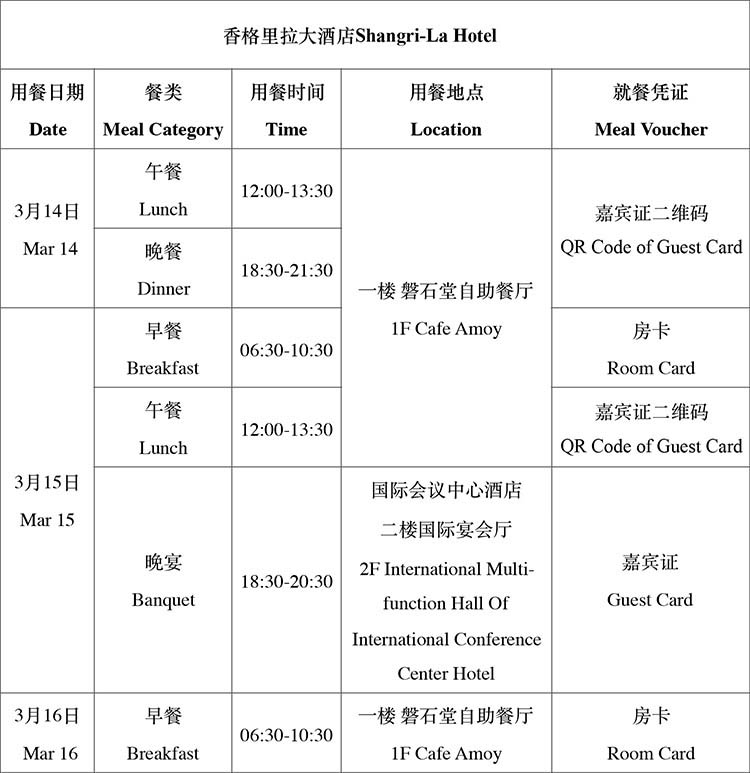 香格里拉大酒店Shangri-La Hotel
用餐日期
Date
餐类
Meal Category
用餐时间
Time
用餐地点
Location
就餐凭证
Meal Voucher
3月14日
Mar 14
午餐
Lunch
12:00-13:30
一楼 磐石堂自助餐厅
1F Cafe Amoy
嘉宾证二维码
QR Code of Guest Card
晚餐
Dinner
18:30-21:30
3月15日
Mar 15
早餐
Breakfast
06:30-10:30
房卡
Room Card
午餐
Lunch
12:00-13:30
嘉宾证二维码
QR Code of Guest Card
晚宴
Banquet
18:30-20:30
国际会议中心酒店
二楼国际宴会厅
2F International Multi-
function Hall Of
International Conference
Center Hotel
嘉宾证
Guest Card
3月16日
Mar 16
早餐
Breakfast
06:30-10:30
一楼 磐石堂自助餐厅
1F Cafe Amoy
房卡
Room Card